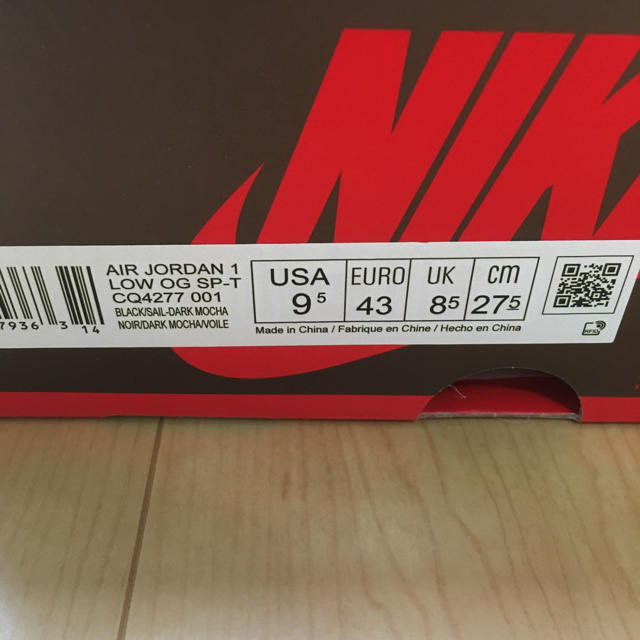 NIK
AIR JORDAN 1
LOW OG SP-T
CQ4277 001
BLACK/SAIL-DARK MOCHA
NOIR/DARK MOCHA/VOILE
7936 3 14
USA EURO UK cm
9 5 43 8 5 27 5
Made in China / Fabrique en Chine / Hecho en China
RFID